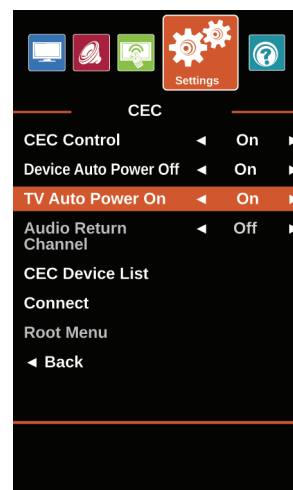 Settings
CEC
CEC Control ◄ On ►
Device Auto Power Off ◄ On ►
TV Auto Power On ◄ On ►
Audio Return
Channel ◄ Off ►
CEC Device List
Connect
Root Menu
◄ Back